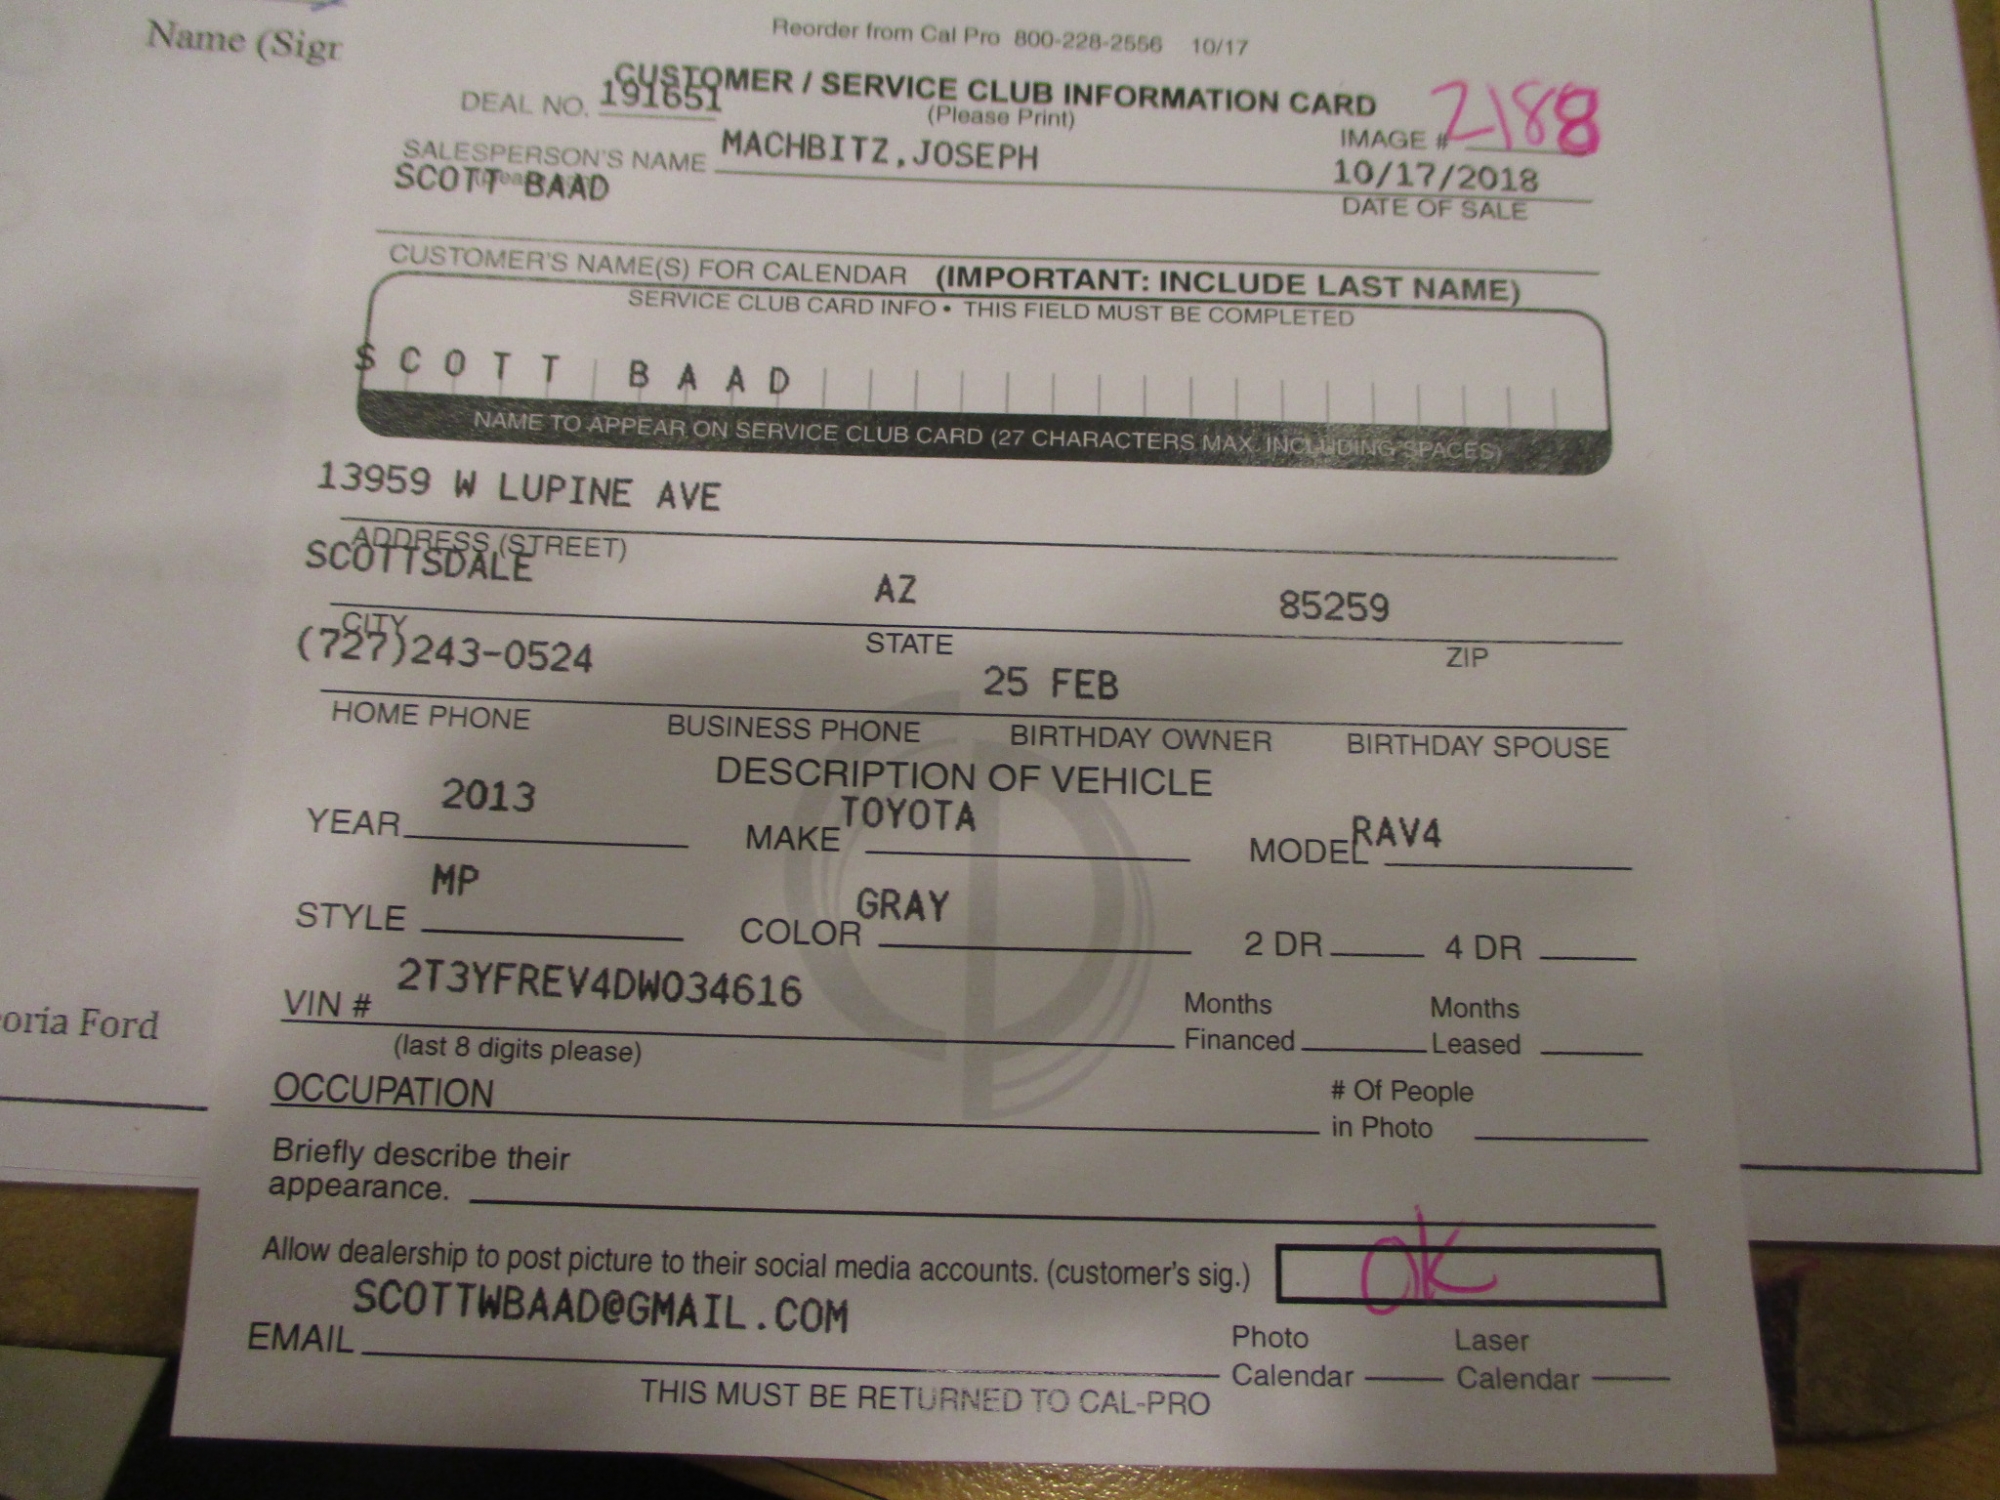 Name (Sigr
Reorder from Cal Pro 800-228-2556 10/17
CUSTOMER / SERVICE CLUB INFORMATION CARD
DEAL NO. 191651
(Please Print)
IMAGE # 2188
SALESPERSON'S NAME MACHBITZ,JOSEPH
10/17/2018
SCOTT BAAD
DATE OF SALE
CUSTOMER'S NAME(S) FOR CALENDAR (IMPORTANT: INCLUDE LAST NAME)
SERVICE CLUB CARD INFO • THIS FIELD MUST BE COMPLETED
SCOTT BAAD
NAME TO APPEAR ON SERVICE CLUB CARD (27 CHARACTERS MAX. INCLUDING SPACES)
13959 W LUPINE AVE
ADDRESS (STREET)
SCOTTSDALE AZ 85259
CITY STATE ZIP
(727)243-0524 25 FEB
HOME PHONE BUSINESS PHONE BIRTHDAY OWNER BIRTHDAY SPOUSE
DESCRIPTION OF VEHICLE
YEAR 2013 MAKE TOYOTA MODEL RAV4
STYLE MP COLOR GRAY 2 DR 4 DR
VIN # 2T3YFREV4DW034616
(last 8 digits please)
Months Financed Months Leased
oria Ford
OCCUPATION
# Of People in Photo
Briefly describe their
appearance.
Allow dealership to post picture to their social media accounts. (customer's sig.) OK
EMAIL SCOTTWBAAD@GMAIL.COM
Photo Calendar Laser Calendar
THIS MUST BE RETURNED TO CAL-PRO